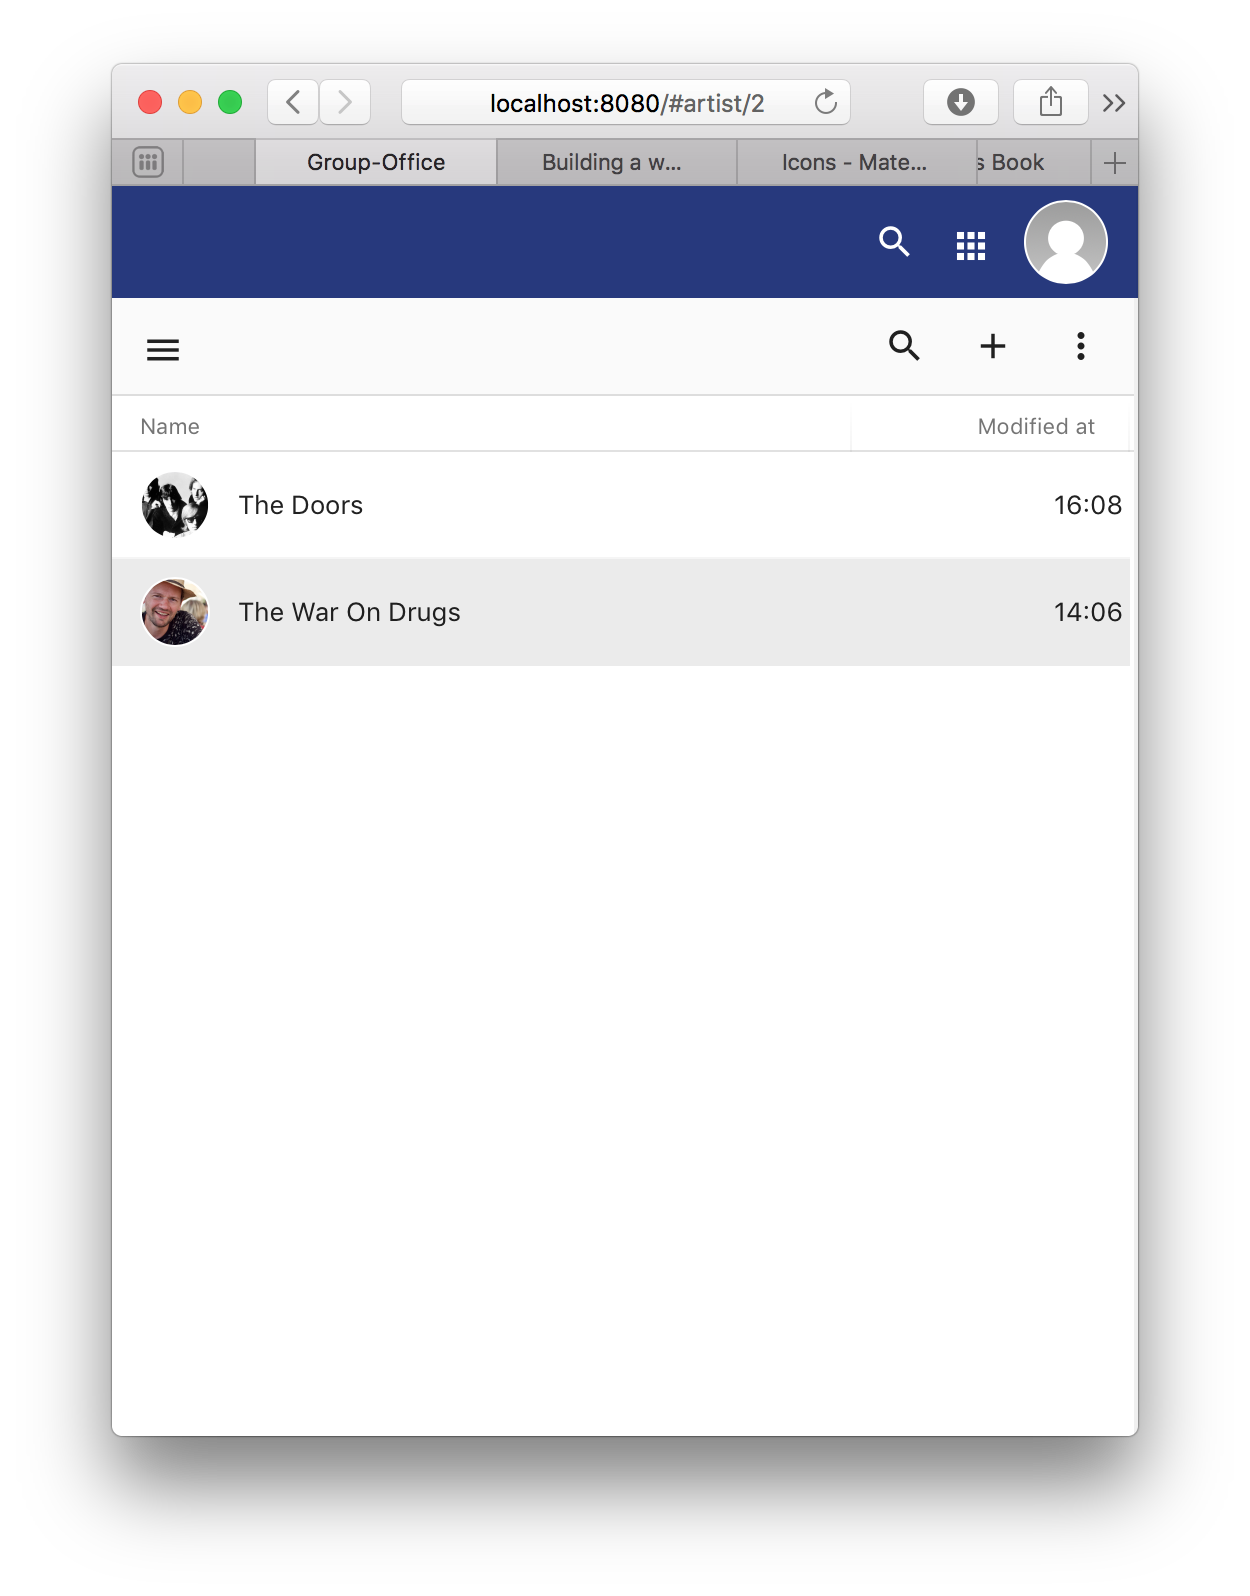 localhost:8080/#artist/2
Group-Office
Building a w...
Icons - Mate...
s Book
Name
Modified at
The Doors
16:08
The War On Drugs
14:06